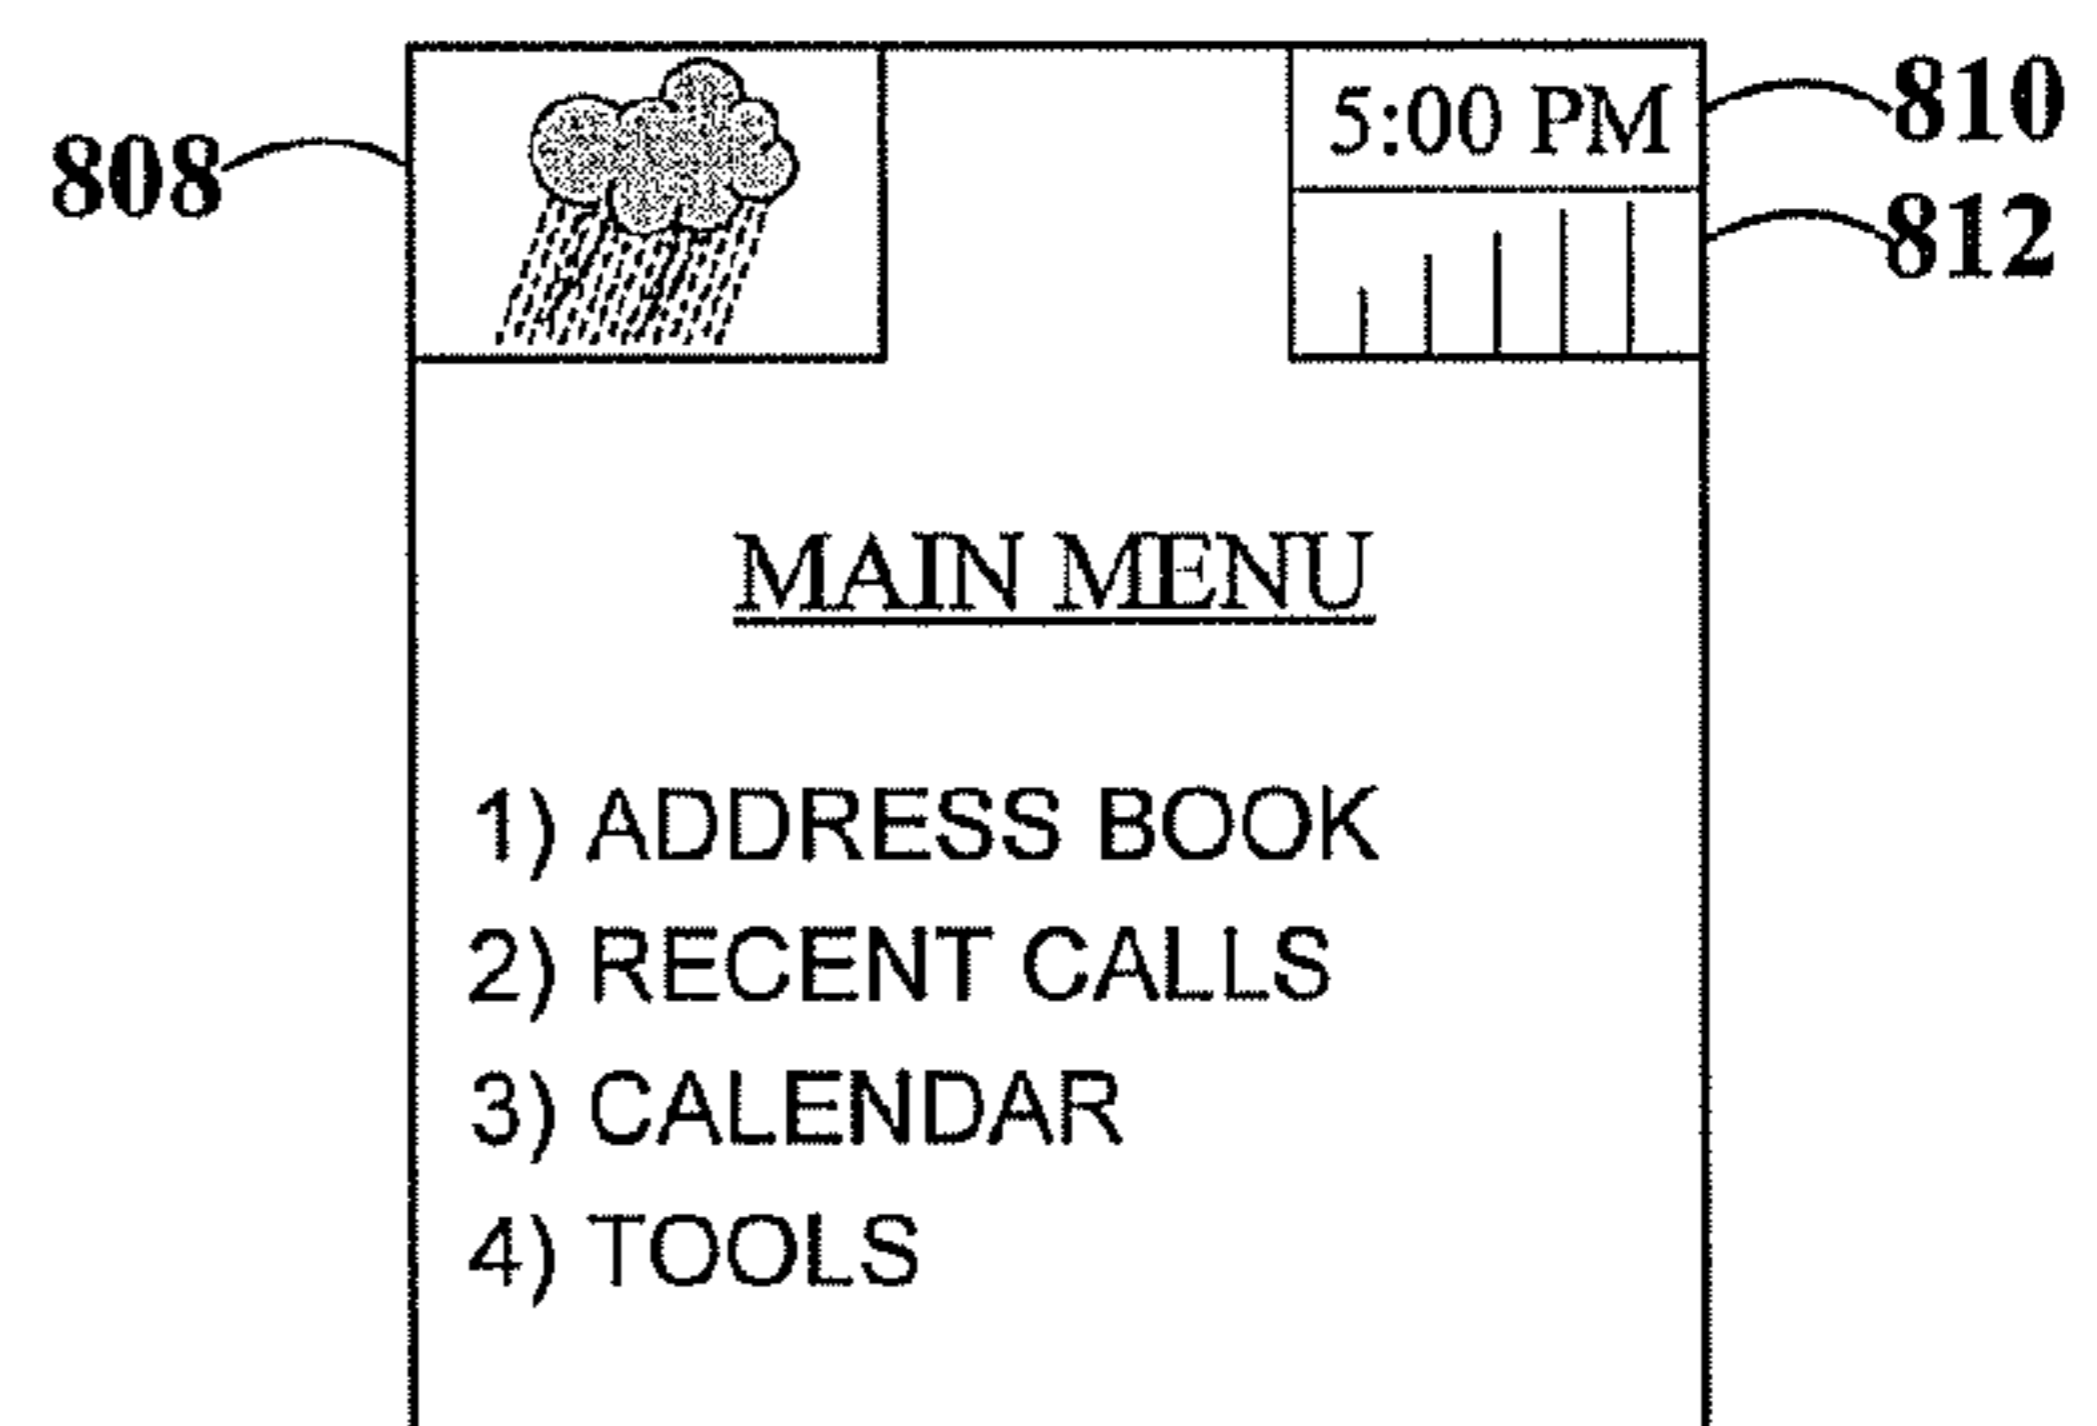 5:00 PM 810
808 812
MAIN MENU
1) ADDRESS BOOK
2) RECENT CALLS
3) CALENDAR
4) TOOLS